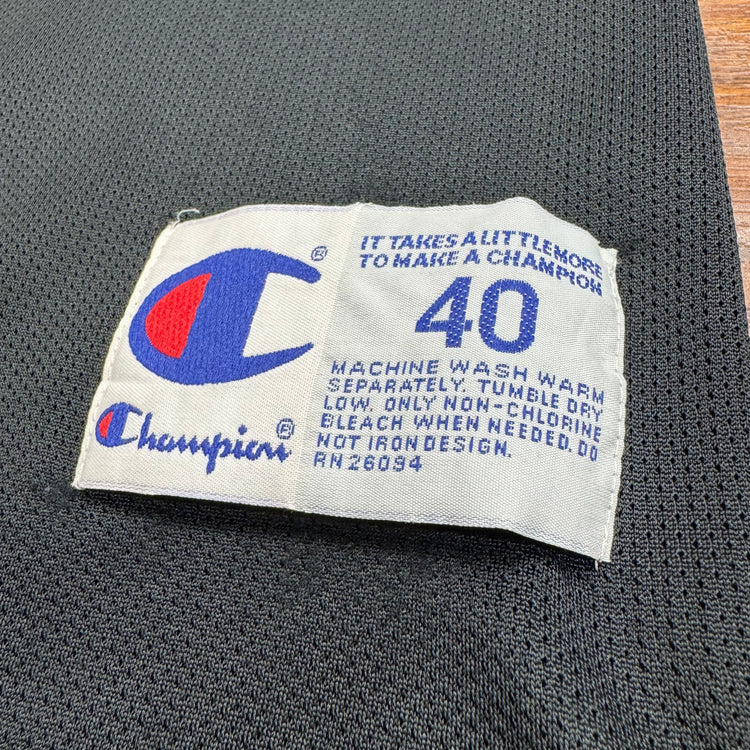 ®
Champion®
IT TAKES A LITTLE MORE
TO MAKE A CHAMPION
40
MACHINE WASH WARM
SEPARATELY. TUMBLE DRY
LOW. ONLY NON-CHLORINE
BLEACH WHEN NEEDED. DO
NOT IRON DESIGN.
RN 26094